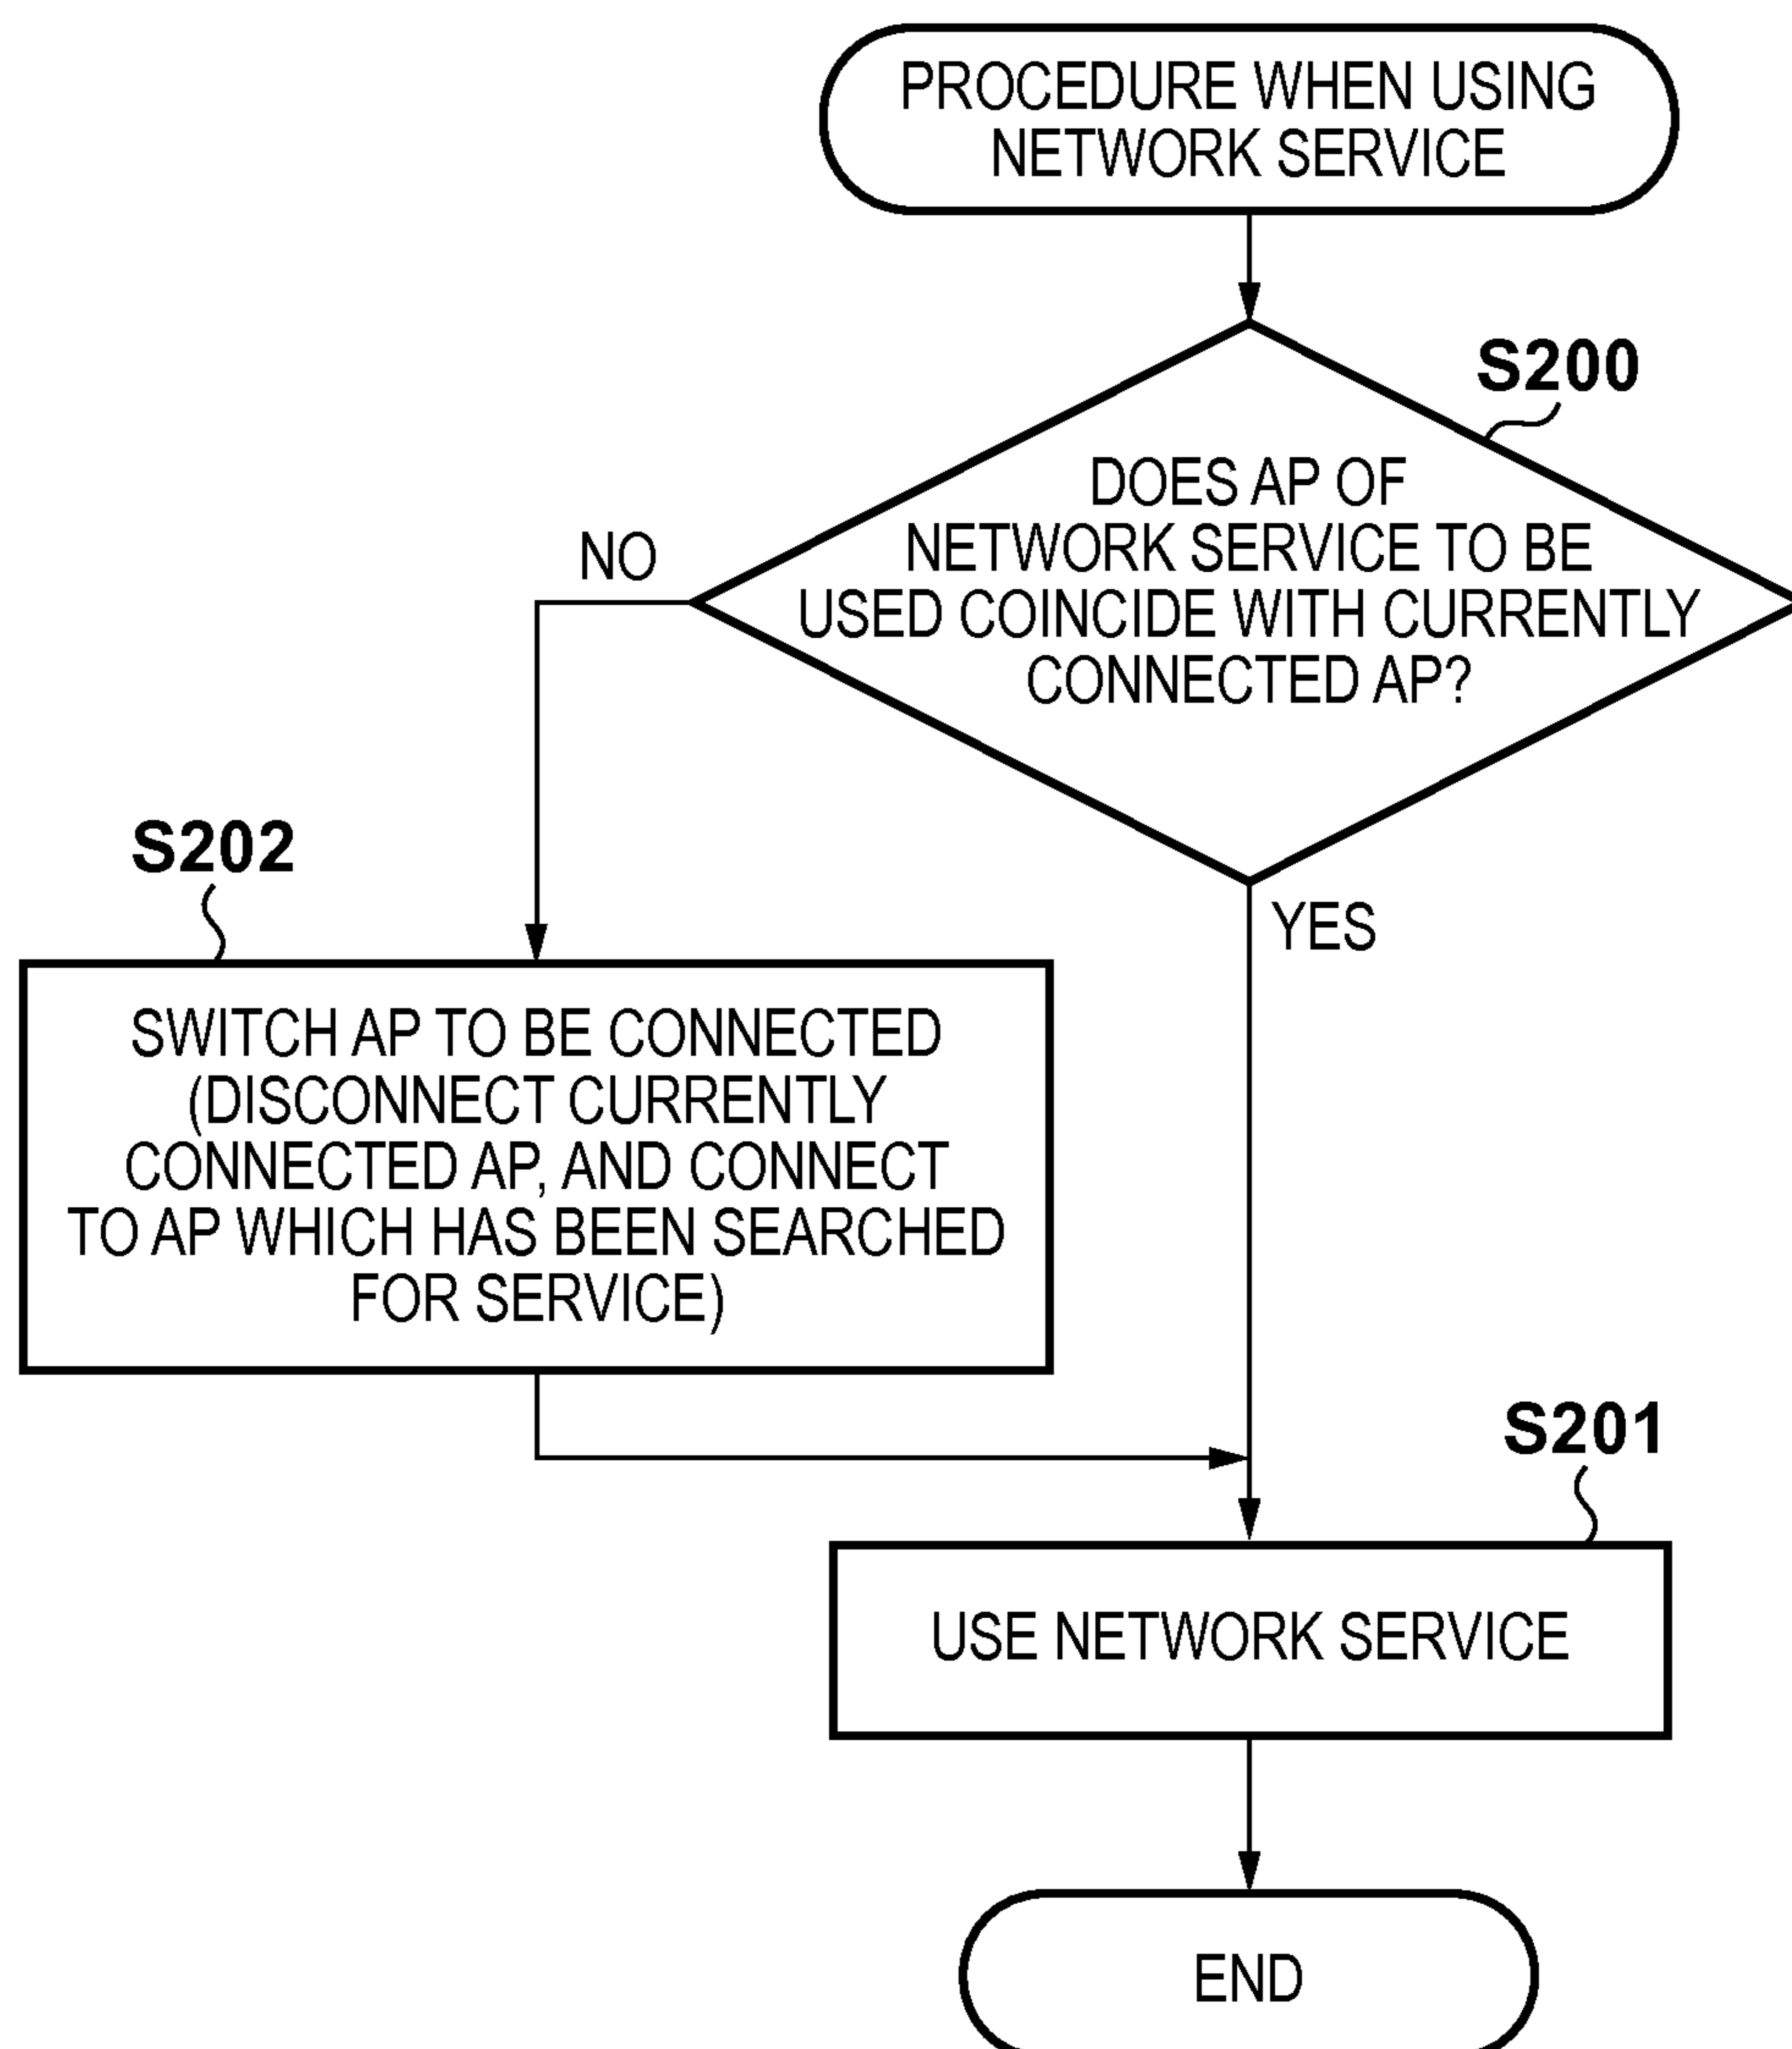 PROCEDURE WHEN USING
NETWORK SERVICE
S200
DOES AP OF
NETWORK SERVICE TO BE
USED COINCIDE WITH CURRENTLY
CONNECTED AP?
NO
YES
S202
SWITCH AP TO BE CONNECTED
(DISCONNECT CURRENTLY
CONNECTED AP, AND CONNECT
TO AP WHICH HAS BEEN SEARCHED
FOR SERVICE)
S201
USE NETWORK SERVICE
END